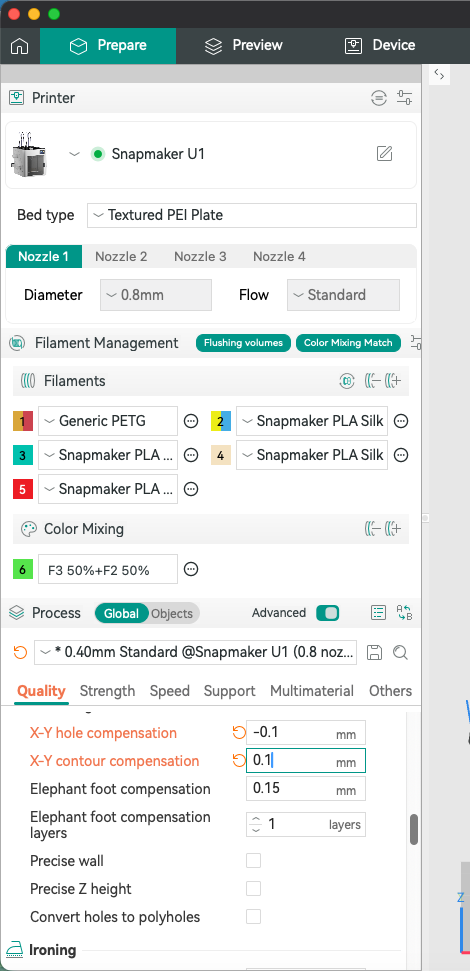 Prepare
Preview
Device
Printer
Snapmaker U1
Bed type
Textured PEI Plate
Nozzle 1
Nozzle 2
Nozzle 3
Nozzle 4
Diameter
0.8mm
Flow
Standard
Filament Management
Flushing volumes
Color Mixing Match
Filaments
1
Generic PETG
2
Snapmaker PLA Silk
3
Snapmaker PLA ...
4
Snapmaker PLA Silk
5
Snapmaker PLA ...
Color Mixing
6
F3 50%+F2 50%
Process
Global
Objects
Advanced
* 0.40mm Standard @Snapmaker U1 (0.8 noz...
Quality
Strength
Speed
Support
Multimaterial
Others
X-Y hole compensation
-0.1
mm
X-Y contour compensation
0.1
mm
Elephant foot compensation
0.15
mm
Elephant foot compensation
layers
1
layers
Precise wall
Precise Z height
Convert holes to polyholes
Z
Ironing